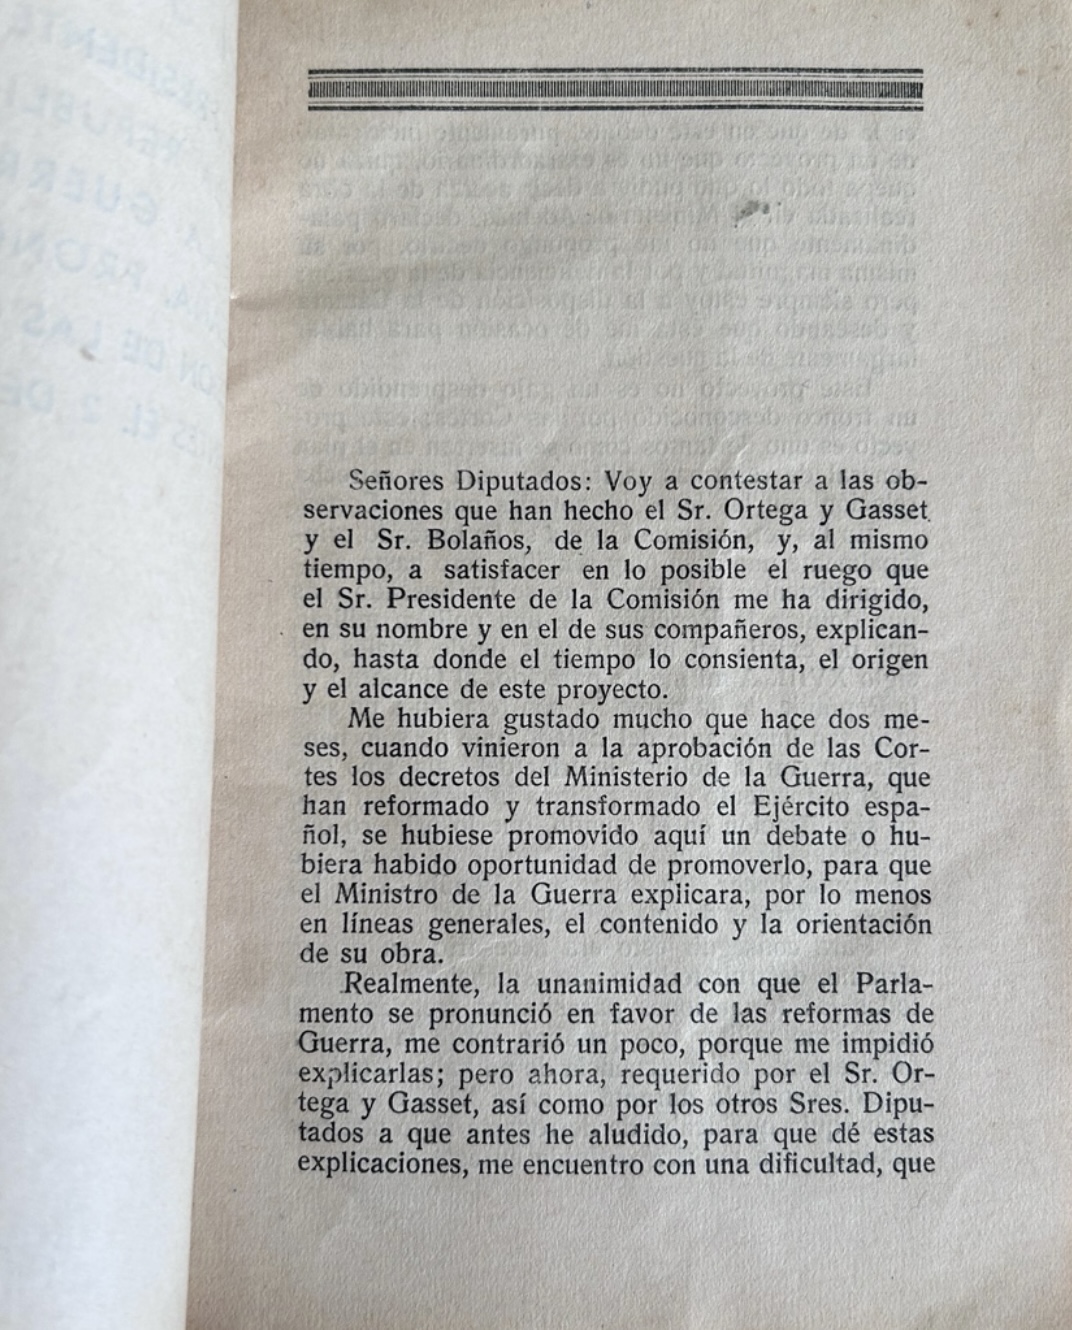 Señores Diputados: Voy a contestar a las ob-
servaciones que han hecho el Sr. Ortega y Gasset
y el Sr. Bolaños, de la Comisión, y, al mismo
tiempo, a satisfacer en lo posible el ruego que
el Sr. Presidente de la Comisión me ha dirigido,
en su nombre y en el de sus compañeros, explican-
do, hasta donde el tiempo lo consienta, el origen
y el alcance de este proyecto.
Me hubiera gustado mucho que hace dos me-
ses, cuando vinieron a la aprobación de las Cor-
tes los decretos del Ministerio de la Guerra, que
han reformado y transformado el Ejército espa-
ñol, se hubiese promovido aquí un debate o hu-
biera habido oportunidad de promoverlo, para que
el Ministro de la Guerra explicara, por lo menos
en líneas generales, el contenido y la orientación
de su obra.
Realmente, la unanimidad con que el Parla-
mento se pronunció en favor de las reformas de
Guerra, me contrarió un poco, porque me impidió
explicarlas; pero ahora, requerido por el Sr. Or-
tega y Gasset, así como por los otros Sres. Dipu-
tados a que antes he aludido, para que dé estas
explicaciones, me encuentro con una dificultad, que